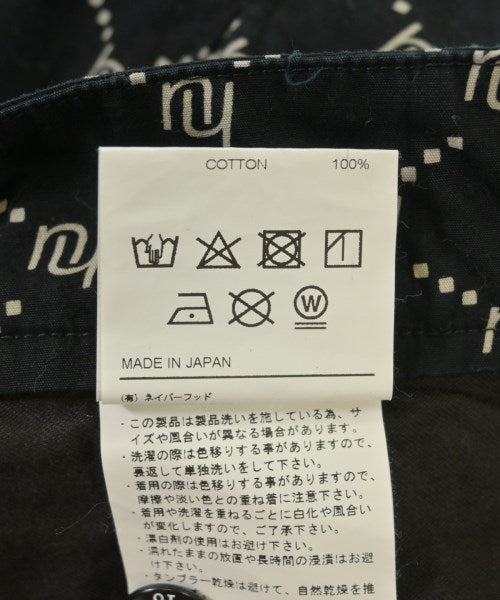 COTTON 100%
W
MADE IN JAPAN
(有) ネイバーフッド
・この製品は製品洗いを施している為、サ
イズや風合いが異なる場合があります。
・洗濯の際は色移りする事がありますので、
裏返して単独洗いをして下さい。
・着用の際は色移りする事がありますので、
摩擦や淡い色との重ね着に注意下さい。
・着用や洗濯を重ねるごとに白化や風合い
が変化しますので、ご了承下さい。
・漂白剤の使用はお避け下さい。
・濡れたままの放置や長時間の浸漬はお避
け下さい。
・タンブラー乾燥は避けて、自然乾燥を推